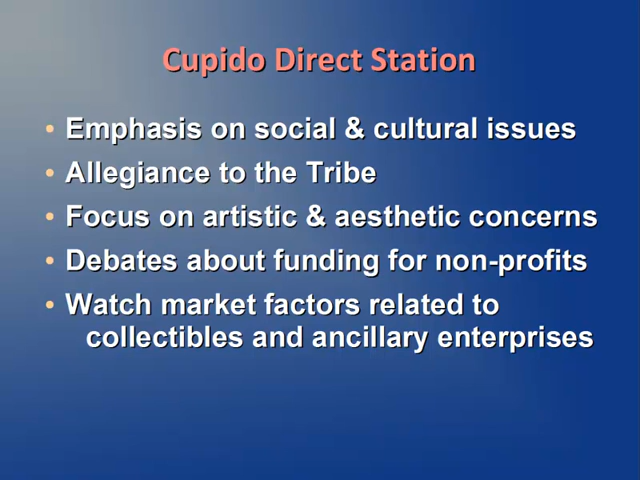 Cupido Direct Station
• Emphasis on social & cultural issues
• Allegiance to the Tribe
• Focus on artistic & aesthetic concerns
• Debates about funding for non-profits
• Watch market factors related to
collectibles and ancillary enterprises